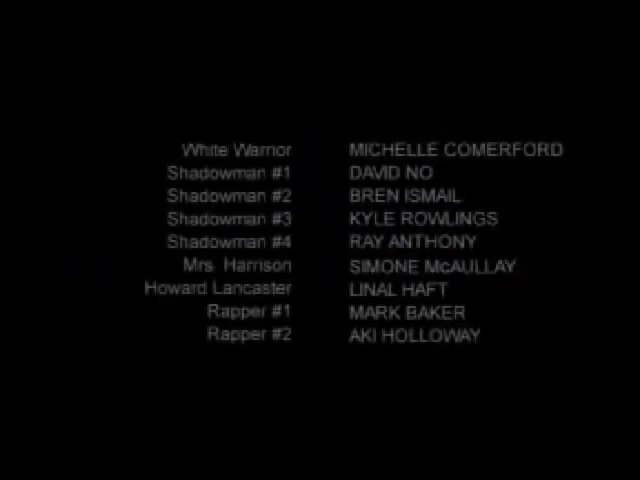 White Warrior MICHELLE COMERFORD
Shadowman #1 DAVID NO
Shadowman #2 BREN ISMAIL
Shadowman #3 KYLE ROWLINGS
Shadowman #4 RAY ANTHONY
Mrs. Harrison SIMONE McAULLAY
Howard Lancaster LINAL HAFT
Rapper #1 MARK BAKER
Rapper #2 AKI HOLLOWAY